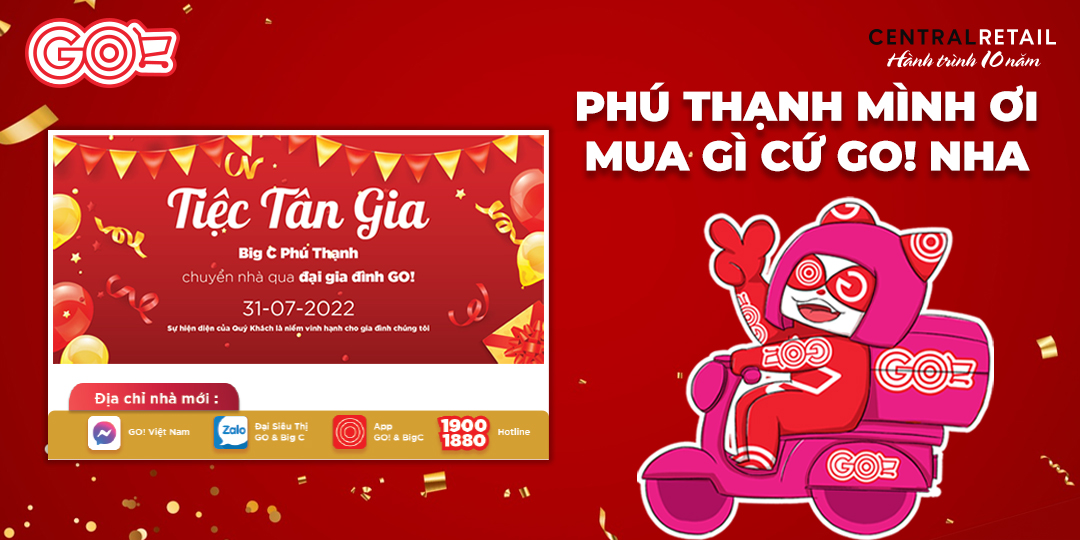 GO!
CENTRALRETAIL
Hành trình 10 năm
PHÚ THẠNH MÌNH ƠI
MUA GÌ CỨ GO! NHA
Tiệc Tân Gia
Big C Phú Thạnh
chuyển nhà qua đại gia đình GO!
31-07-2022
Sự hiện diện của Quý Khách là niềm vinh hạnh cho gia đình chúng tôi
Địa chỉ nhà mới :
GO! Việt Nam
Zalo
Đại Siêu Thị
GO & Big C
App
GO! & BigC
1900
1880
Hotline
GO!
GO!
GO!